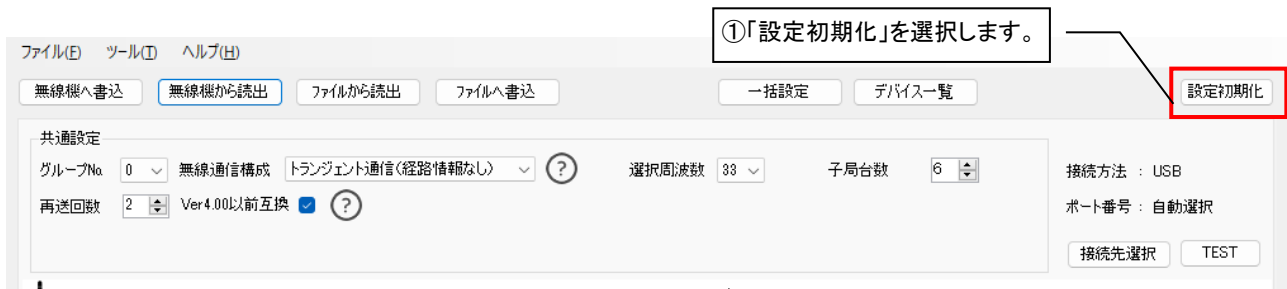 ①「設定初期化」を選択します。
ファイル(F) ツール(T) ヘルプ(H)
無線機へ書込 無線機から読出 ファイルから読出 ファイルへ書込 一括設定 デバイス一覧 設定初期化
共通設定
グループNo. 0 無線通信構成 トランジェント通信(経路情報なし) ? 選択周波数 33 子局台数 6 接続方法 : USB
再送回数 2 Ver4.00以前互換 ? ポート番号 : 自動選択
接続先選択 TEST